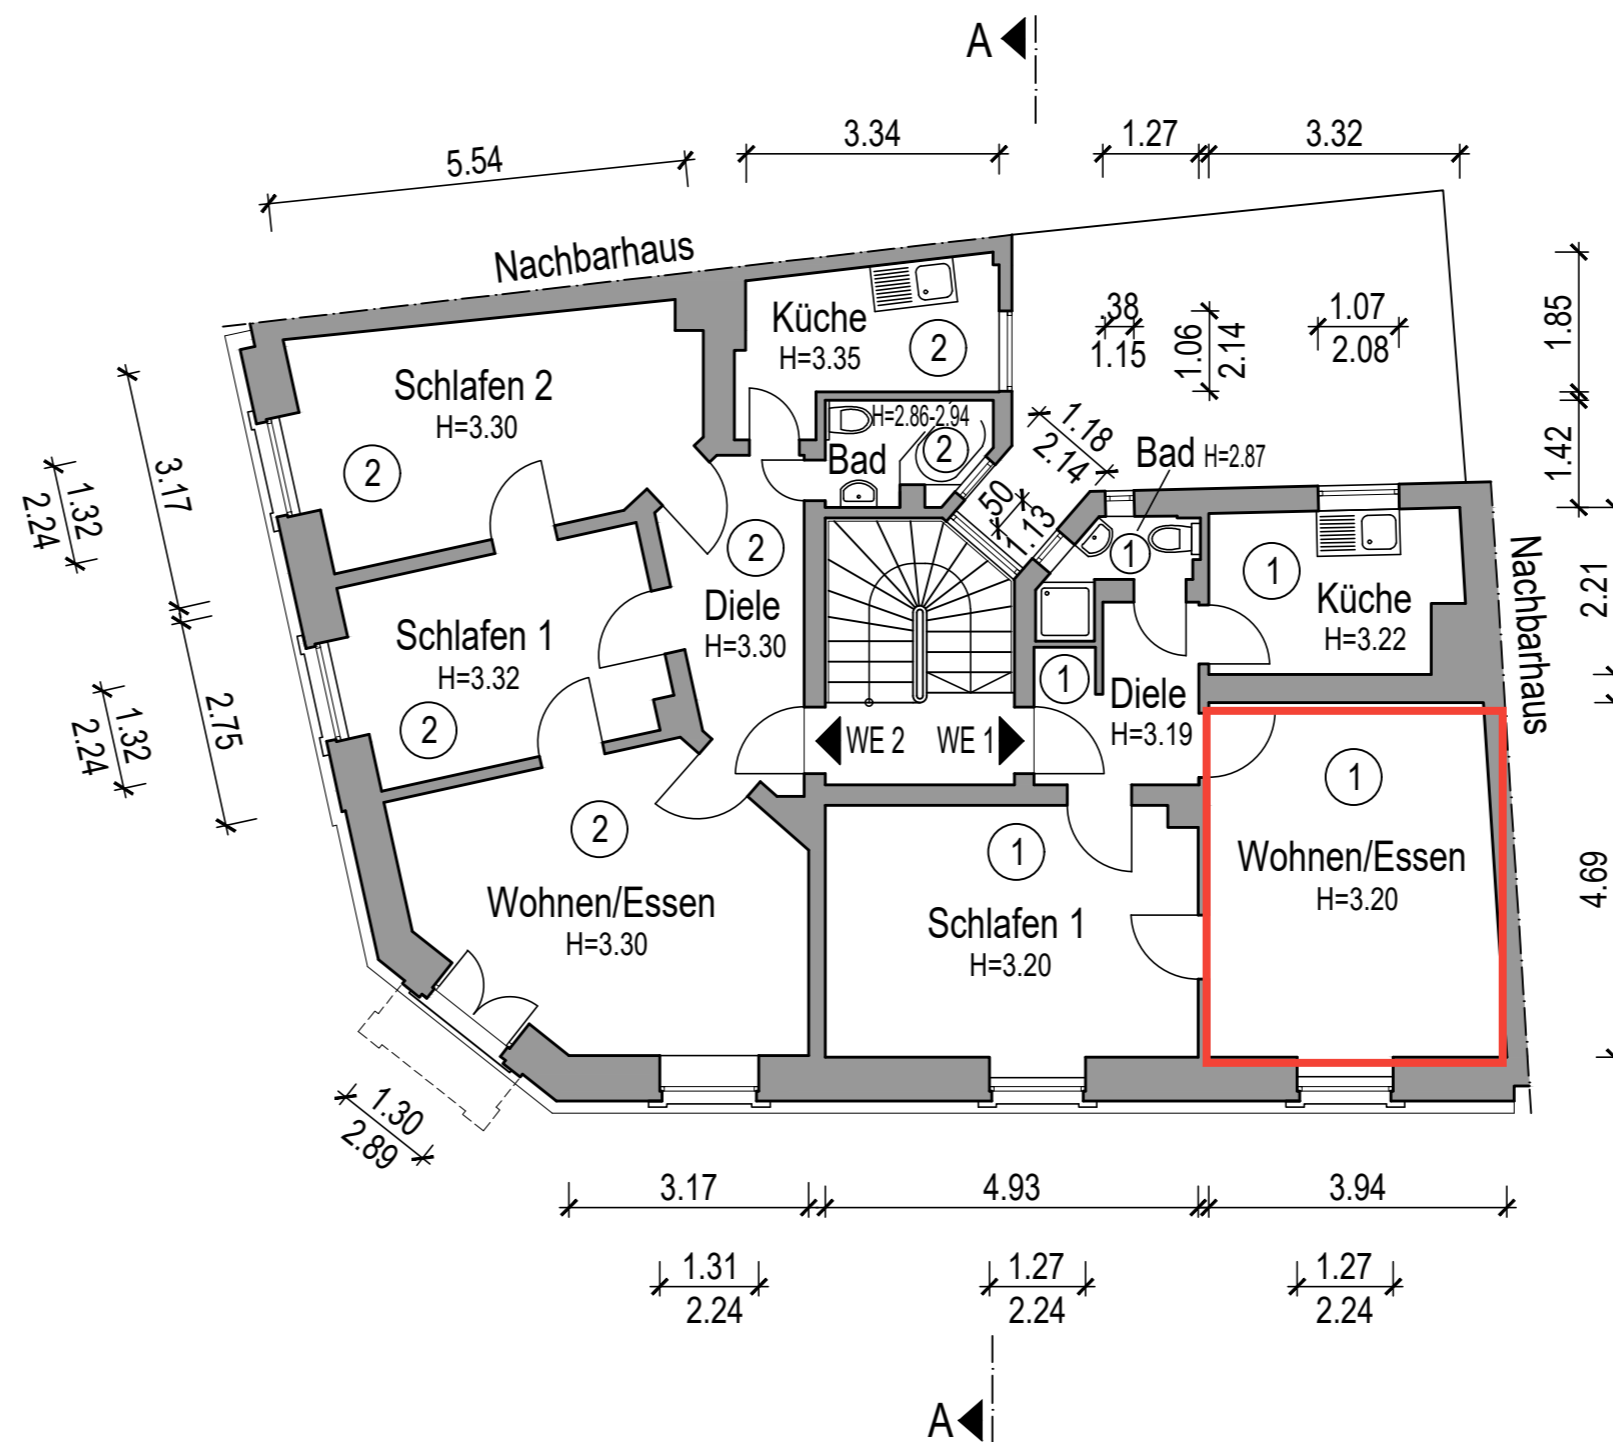 A
3.34
1.27
3.32
5.54
Nachbarhaus
Küche
H=3.35
2
.38
1.15
1.06
2.14
1.07
2.08
1.85
Schlafen 2
H=3.30
2
H=2.86-2.94
2
Bad
1.18
2.14
Bad H=2.87
1.42
3.17
1.32
2.24
.50
1.13
1
2
Diele
H=3.30
1
Küche
H=3.22
Nachbarhaus
2.21
Schlafen 1
H=3.32
2
1
Diele
H=3.19
2.75
1.32
2.24
WE 2
WE 1
1
Wohnen/Essen
H=3.20
4.69
2
Wohnen/Essen
H=3.30
1
Schlafen 1
H=3.20
1.30
2.89
3.17
4.93
3.94
1.31
2.24
1.27
2.24
1.27
2.24
A